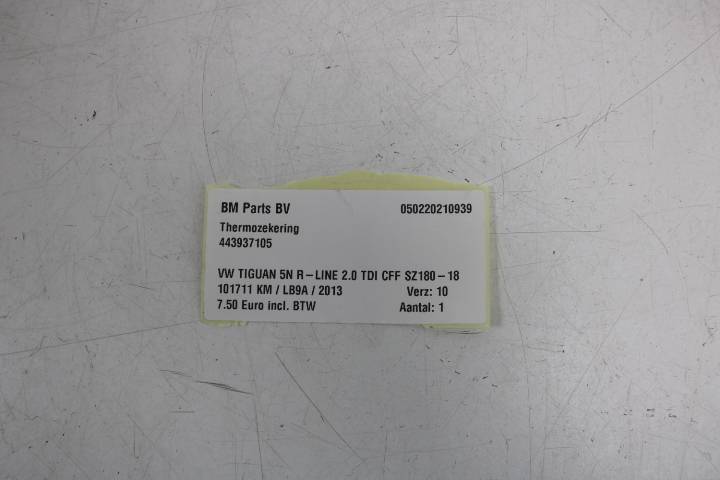 BM Parts BV 050220210939
Thermozekering
443937105
VW TIGUAN 5N R-LINE 2.0 TDI CFF SZ180-18
101711 KM / LB9A / 2013 Verz: 10
7.50 Euro incl. BTW Aantal: 1